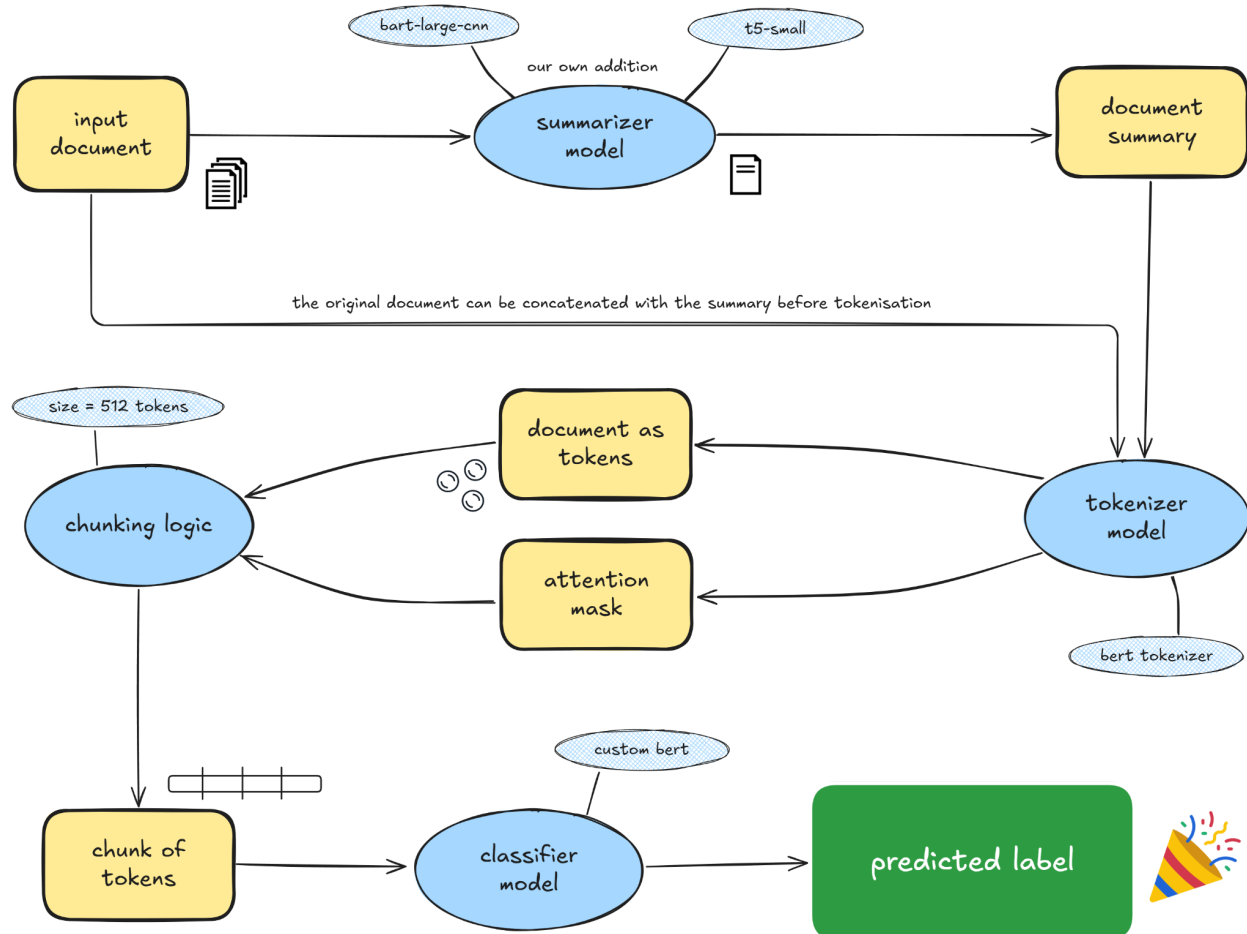 bart-large-cnn
t5-small
our own addition
input
document
summarizer
model
document
summary
the original document can be concatenated with the summary before tokenisation
size = 512 tokens
document as
tokens
chunking logic
tokenizer
model
attention
mask
bert tokenizer
custom bert
chunk of
tokens
classifier
model
predicted label